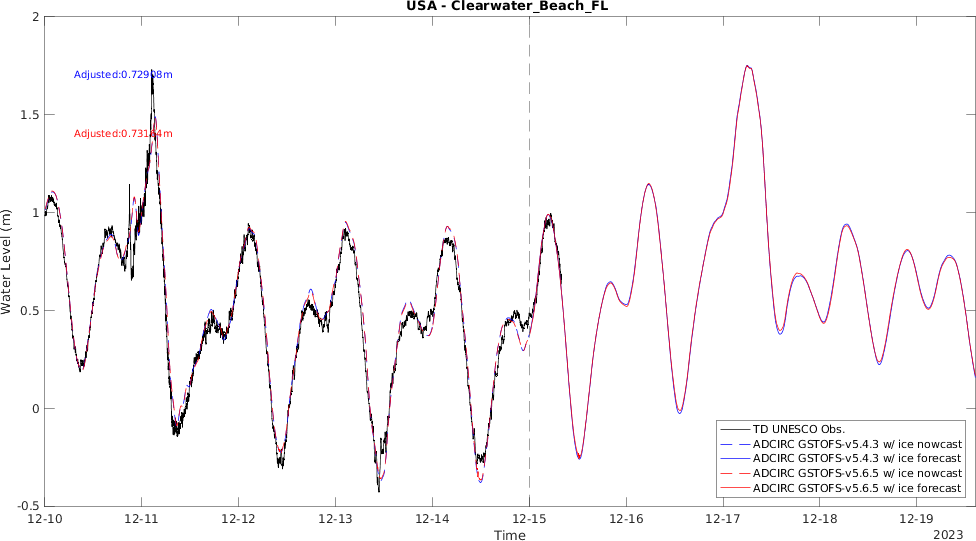 USA - Clearwater_Beach_FL
2
1.5
1
0.5
0
-0.5
Water Level (m)
Adjusted:0.72908m
TD UNESCO Obs.
ADCIRC GSTOFS-v5.4.3 w/ ice nowcast
ADCIRC GSTOFS-v5.4.3 w/ ice forecast
ADCIRC GSTOFS-v5.6.5 w/ ice nowcast
ADCIRC GSTOFS-v5.6.5 w/ ice forecast
12-10 12-11 12-12 12-13 12-14 12-15 12-16 12-17 12-18 12-19
Time
2023